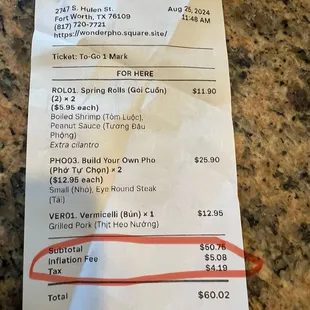 2747 S. Hulen St.
Fort Worth, TX 76109
(817) 720-7721
https://wonderpho.square.site/
Aug 25, 2024
11:48 AM
Ticket: To-Go 1 Mark
FOR HERE
ROL01. Spring Rolls (Goi Cuốn) $11.90
(2) × 2
($5.95 each)
Boiled Shrimp (Tôm Luộc),
Peanut Sauce (Tương Đậu
Phộng)
Extra cilantro
PHO03. Build Your Own Pho $25.90
(Phở Tự Chọn) × 2
($12.95 each)
Small (Nhỏ), Eye Round Steak
(Tái)
VER01. Vermicelli (Bún) × 1 $12.95
Grilled Pork (Thịt Heo Nướng)
Subtotal $50.75
Inflation Fee $5.08
Tax $4.19
Total $60.02